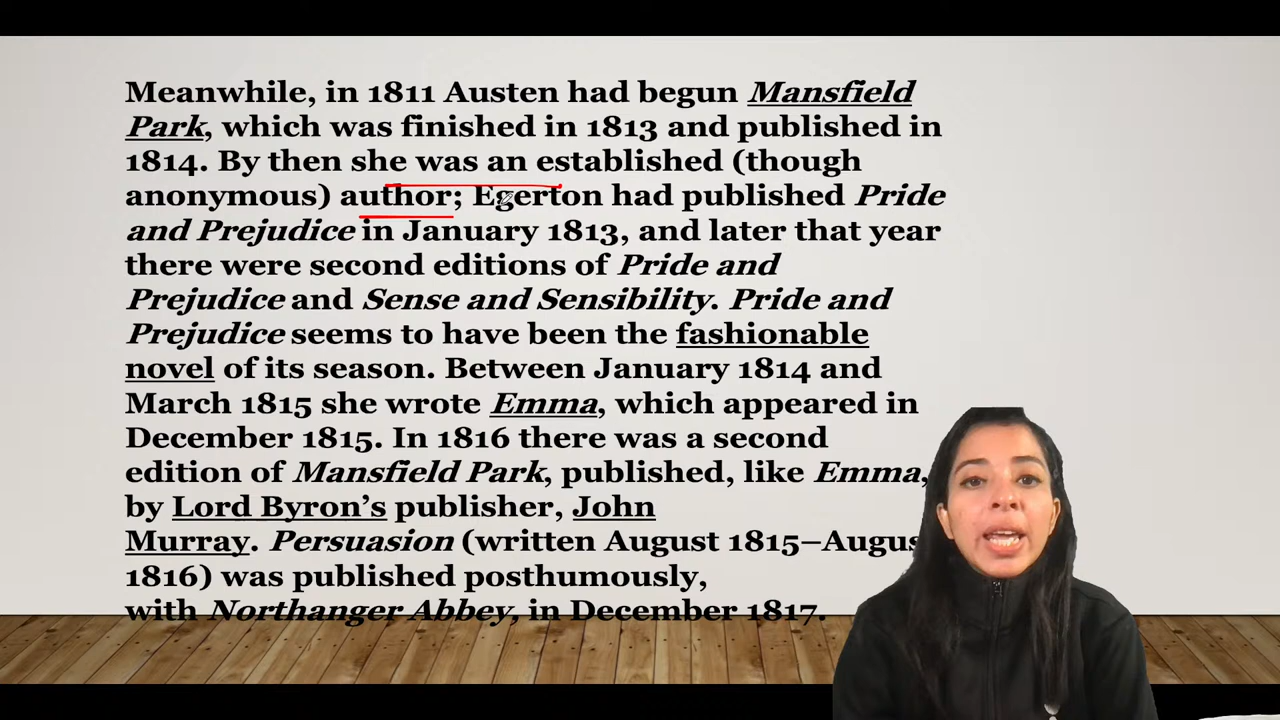 Meanwhile, in 1811 Austen had begun Mansfield
Park, which was finished in 1813 and published in
1814. By then she was an established (though
anonymous) author; Egerton had published Pride
and Prejudice in January 1813, and later that year
there were second editions of Pride and
Prejudice and Sense and Sensibility. Pride and
Prejudice seems to have been the fashionable
novel of its season. Between January 1814 and
March 1815 she wrote Emma, which appeared in
December 1815. In 1816 there was a second
edition of Mansfield Park, published, like Emma,
by Lord Byron’s publisher, John
Murray. Persuasion (written August 1815–Augus
1816) was published posthumously,
with Northanger Abbey, in December 1817.